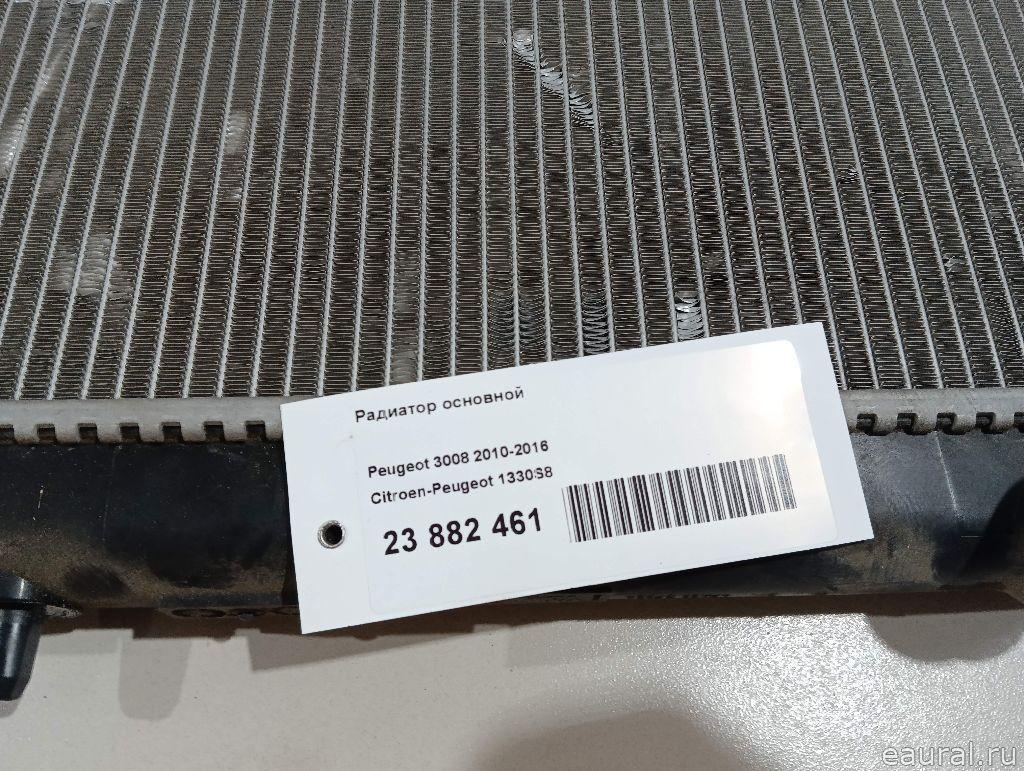 Радиатор основной
Peugeot 3008 2010-2016
Citroen-Peugeot 1330S8
23 882 461
eaural.ru